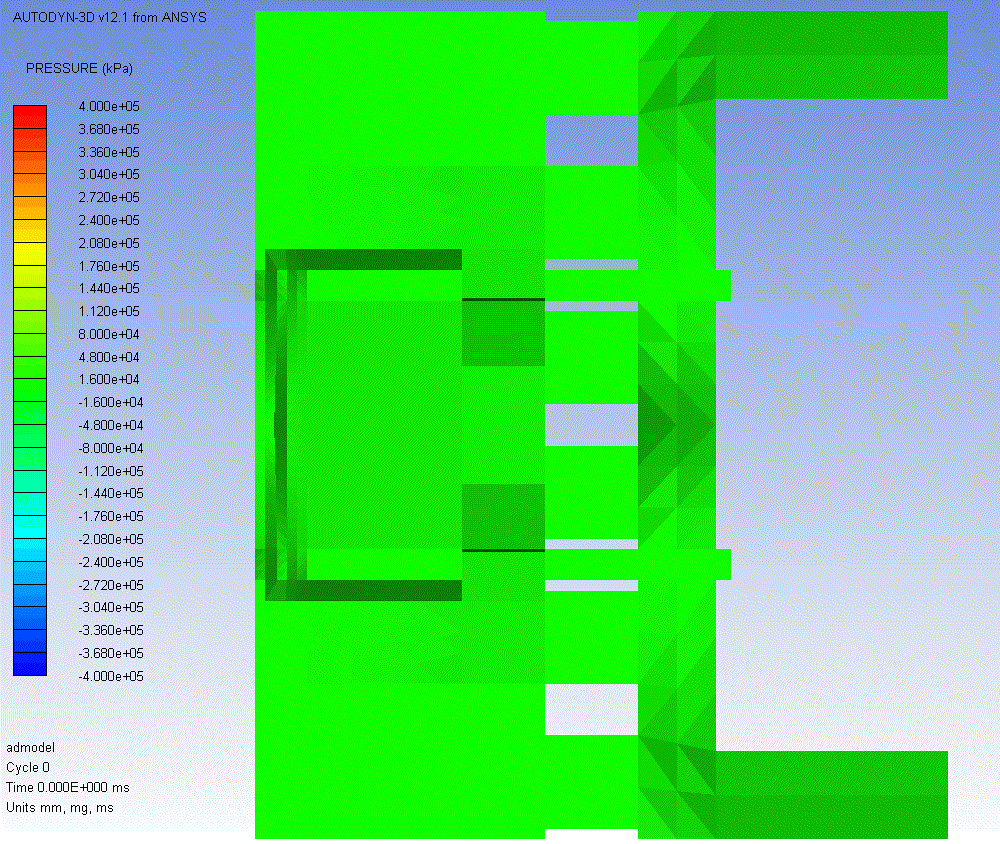 AUTODYN-3D v12.1 from ANSYS
PRESSURE (kPa)
4.000e+05
3.680e+05
3.360e+05
3.040e+05
2.720e+05
2.400e+05
2.080e+05
1.760e+05
1.440e+05
1.120e+05
8.000e+04
4.800e+04
1.600e+04
-1.600e+04
-4.800e+04
-8.000e+04
-1.120e+05
-1.440e+05
-1.760e+05
-2.080e+05
-2.400e+05
-2.720e+05
-3.040e+05
-3.360e+05
-3.680e+05
-4.000e+05
admodel
Cycle 0
Time 0.000E+000 ms
Units mm, mg, ms